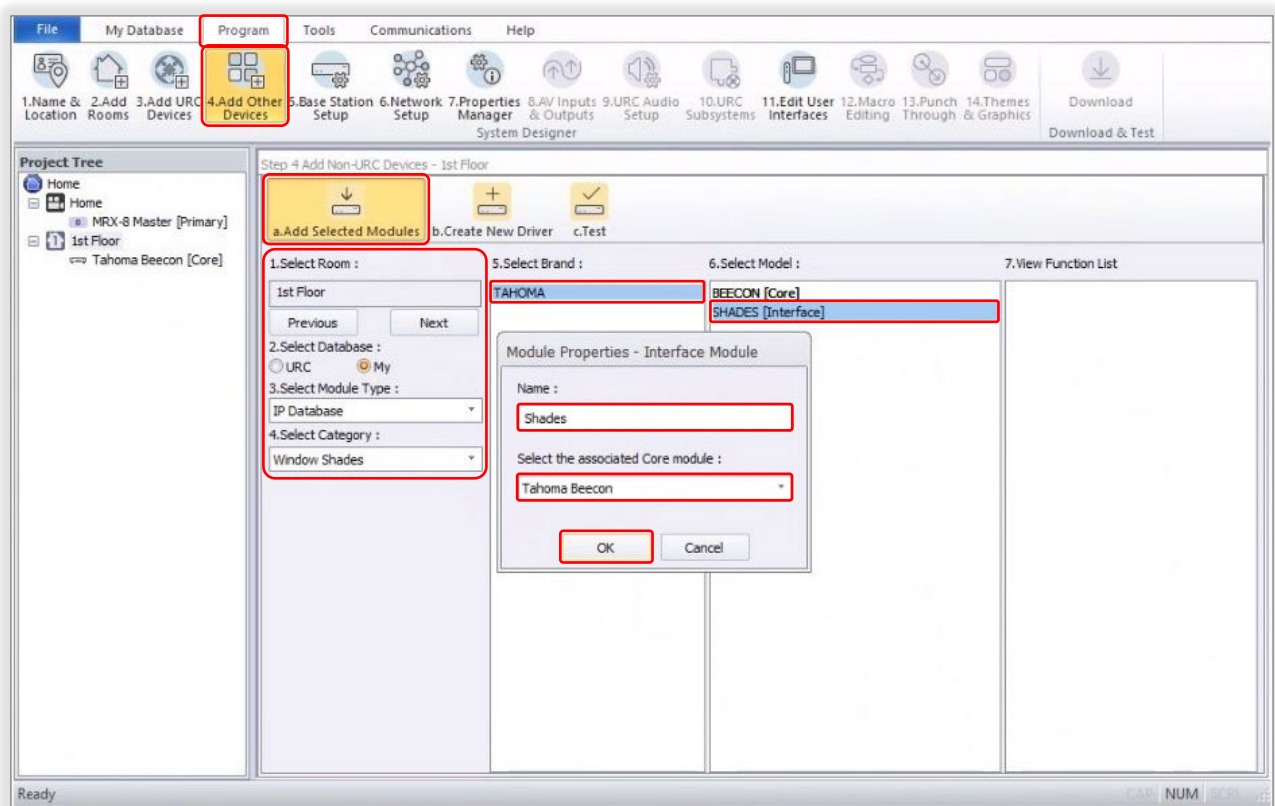 File My Database Program Tools Communications Help
1.Name & 2.Add 3.Add URC 4.Add Other 5.Base Station 6.Network 7.Properties 8.AV Inputs 9.URC Audio 10.URC 11.Edit User 12.Macro 13.Punch 14.Themes Download
Location Rooms Devices Devices Setup Setup Manager & Outputs Setup Subsystems Interfaces Editing Through & Graphics
System Designer Download & Test
Project Tree
Home
Home
MRX-8 Master [Primary]
1st Floor
Tahoma Beecon [Core]
Step 4 Add Non-URC Devices - 1st Floor
a.Add Selected Modules b.Create New Driver c.Test
1.Select Room :
1st Floor
Previous Next
2.Select Database :
URC My
3.Select Module Type :
IP Database
4.Select Category :
Window Shades
5.Select Brand :
TAHOMA
6.Select Model :
BEECON [Core]
SHADES [Interface]
7.View Function List
Module Properties - Interface Module
Name :
Shades
Select the associated Core module :
Tahoma Beecon
OK Cancel
Ready CAP NUM SCRL